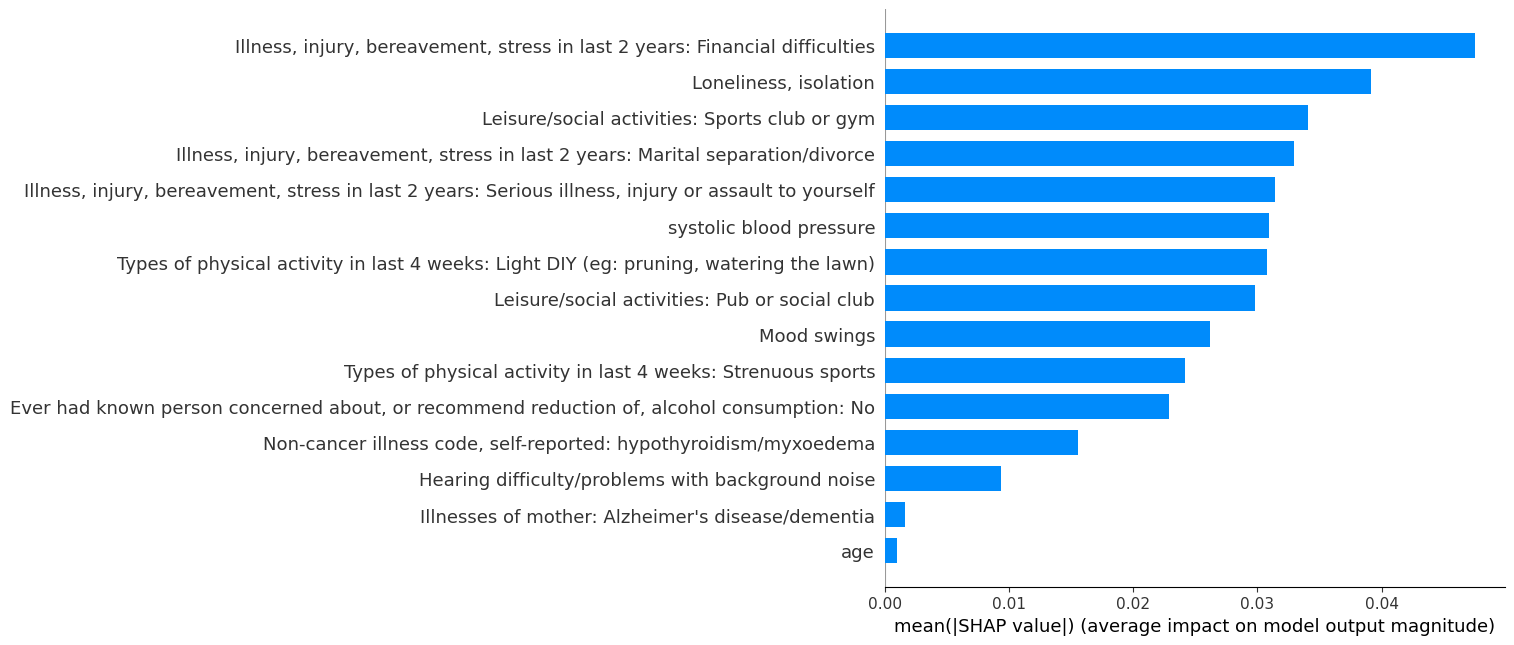 Illness, injury, bereavement, stress in last 2 years: Financial difficulties
Loneliness, isolation
Leisure/social activities: Sports club or gym
Illness, injury, bereavement, stress in last 2 years: Marital separation/divorce
Illness, injury, bereavement, stress in last 2 years: Serious illness, injury or assault to yourself
systolic blood pressure
Types of physical activity in last 4 weeks: Light DIY (eg: pruning, watering the lawn)
Leisure/social activities: Pub or social club
Mood swings
Types of physical activity in last 4 weeks: Strenuous sports
Ever had known person concerned about, or recommend reduction of, alcohol consumption: No
Non-cancer illness code, self-reported: hypothyroidism/myxoedema
Hearing difficulty/problems with background noise
Illnesses of mother: Alzheimer's disease/dementia
age
0.00 0.01 0.02 0.03 0.04
mean(|SHAP value|) (average impact on model output magnitude)